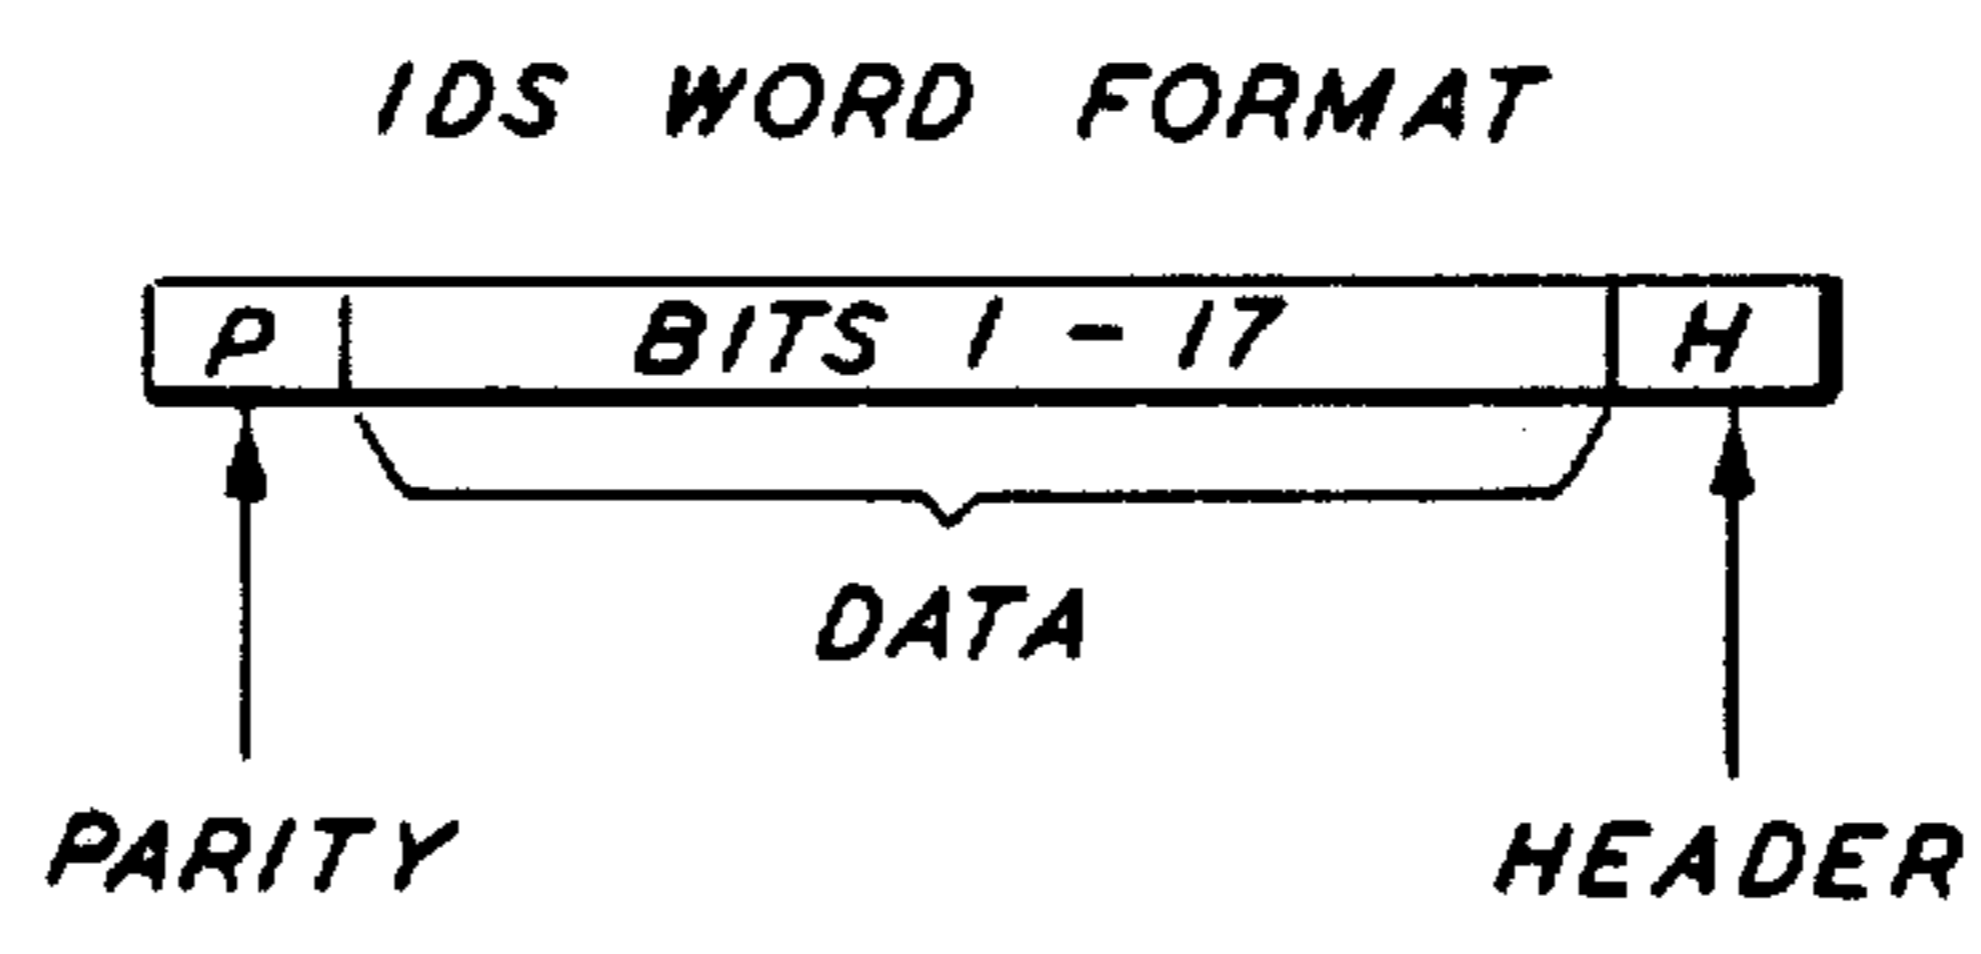 IDS WORD FORMAT
P BITS 1 - 17 H
DATA
PARITY HEADER